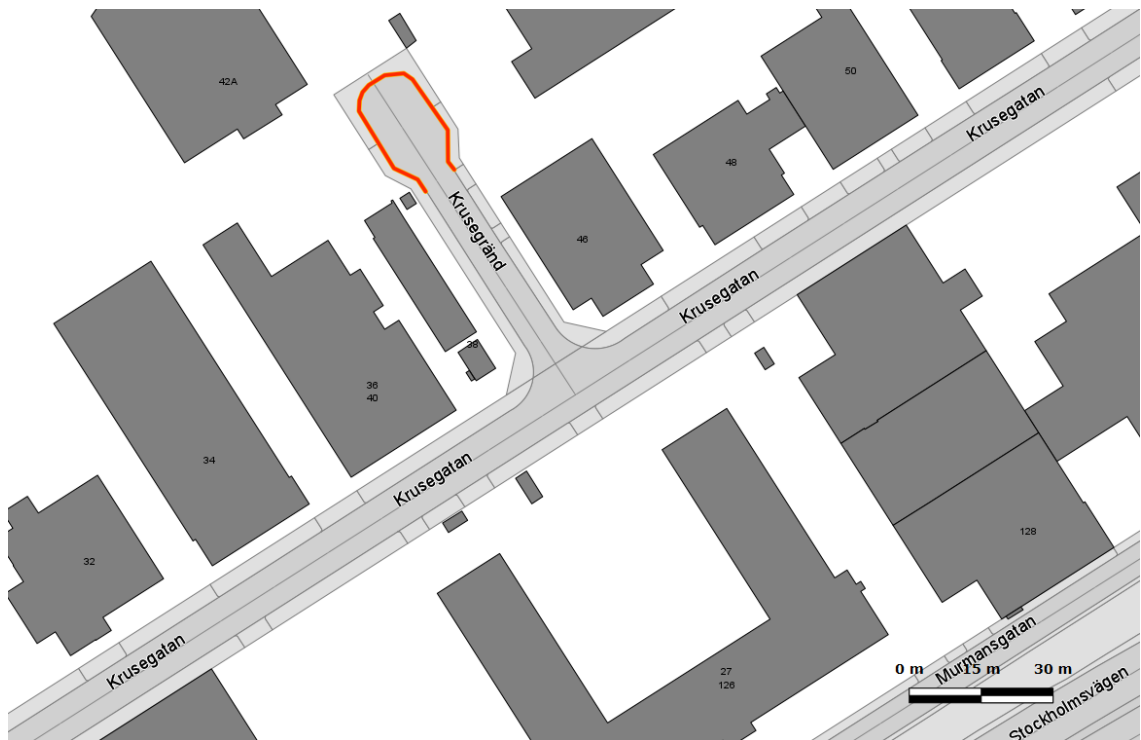 42A
50
Krusegatan
48
Krusegränd
46
Krusegatan
38
36
40
34
Krusegatan
32
128
Krusegatan
27
126
Murmansgatan
0 m 15 m 30 m
Stockholmsvägen